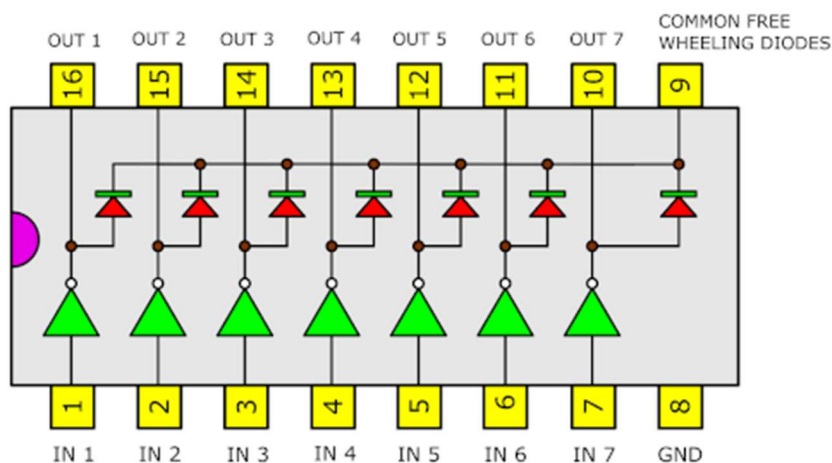 COMMON FREE
WHEELING DIODES
OUT 1 OUT 2 OUT 3 OUT 4 OUT 5 OUT 6 OUT 7
16 15 14 13 12 11 10 9
1 2 3 4 5 6 7 8
IN 1 IN 2 IN 3 IN 4 IN 5 IN 6 IN 7 GND